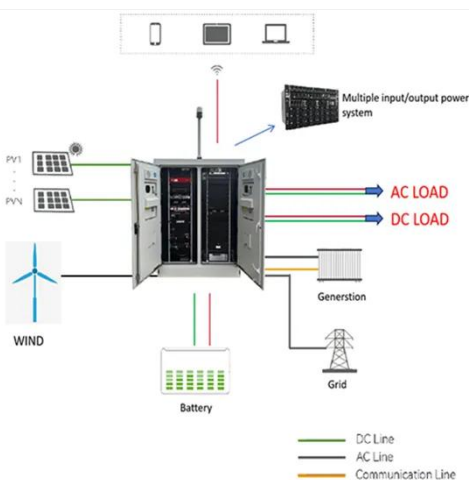 Multiple input/output power
system
PV1
PVN
AC LOAD
DC LOAD
Generstion
WIND
Grid
Battery
DC Line
AC Line
Communication Line